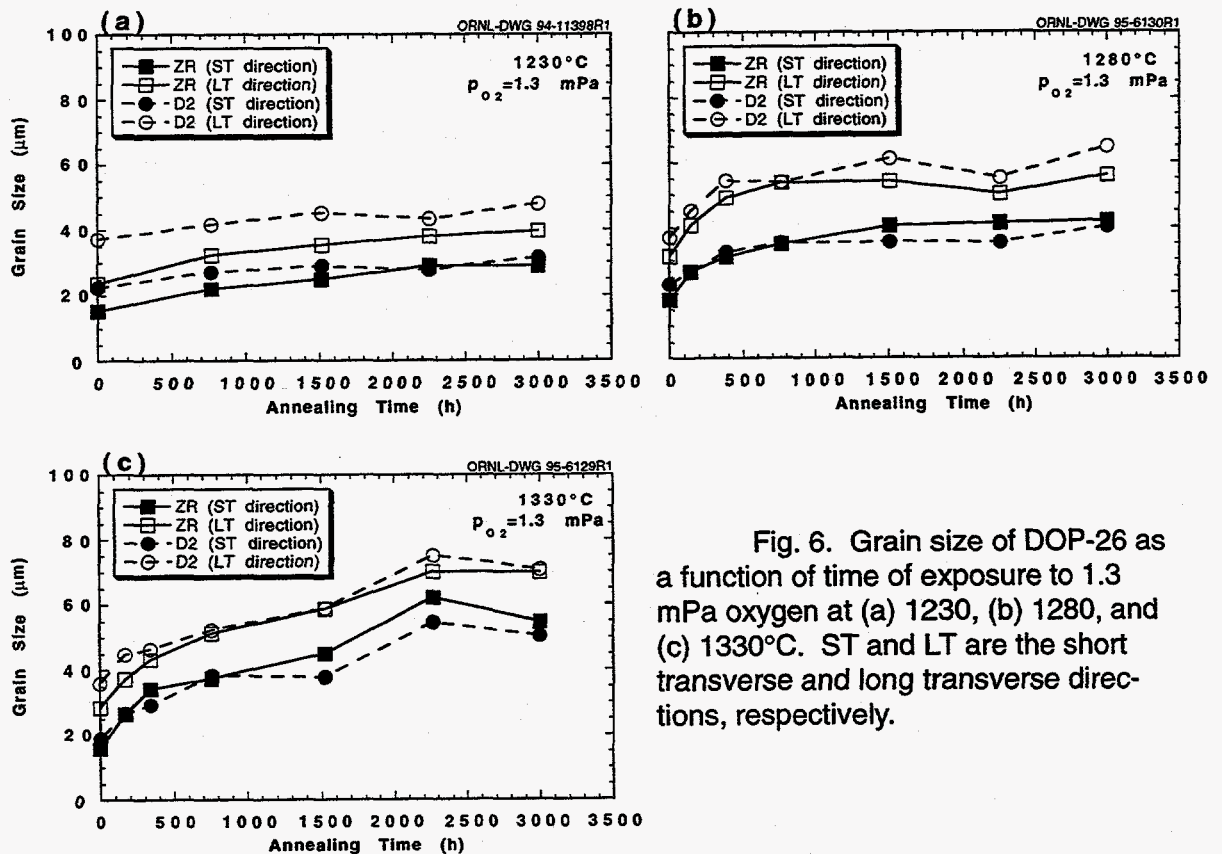 (a)
ORNL-DWG 94-11398R1
100
80
60
40
20
0
Grain Size (μm)
ZR (ST direction)
ZR (LT direction)
D2 (ST direction)
D2 (LT direction)
1230°C
pO2=1.3 mPa
0 500 1000 1500 2000 2500 3000 3500
Annealing Time (h)
(b)
ORNL-DWG 95-6130R1
ZR (ST direction)
ZR (LT direction)
D2 (ST direction)
D2 (LT direction)
1280°C
pO2=1.3 mPa
0 500 1000 1500 2000 2500 3000 3500
Annealing Time (h)
(c)
ORNL-DWG 95-6129R1
100
80
60
40
20
0
Grain Size (μm)
ZR (ST direction)
ZR (LT direction)
D2 (ST direction)
D2 (LT direction)
1330°C
pO2=1.3 mPa
0 500 1000 1500 2000 2500 3000 3500
Annealing Time (h)
Fig. 6. Grain size of DOP-26 as
a function of time of exposure to 1.3
mPa oxygen at (a) 1230, (b) 1280, and
(c) 1330°C. ST and LT are the short
transverse and long transverse direc-
tions, respectively.